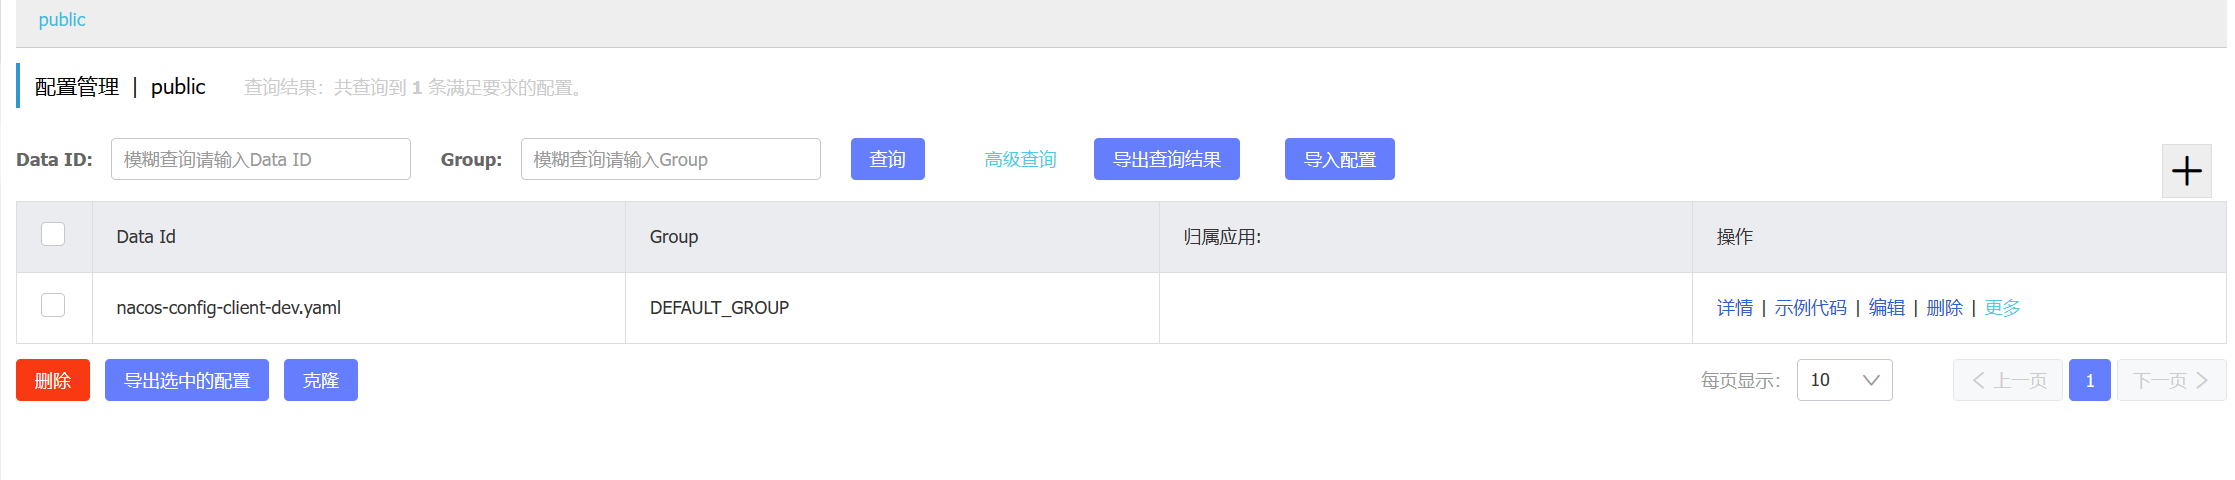 public
配置管理 | public 查询结果：共查询到 1 条满足要求的配置。
Data ID: 模糊查询请输入Data ID Group: 模糊查询请输入Group 查询 高级查询 导出查询结果 导入配置
Data Id Group 归属应用: 操作
nacos-config-client-dev.yaml DEFAULT_GROUP 详情 | 示例代码 | 编辑 | 删除 | 更多
删除 导出选中的配置 克隆 每页显示： 10 上一页 1 下一页